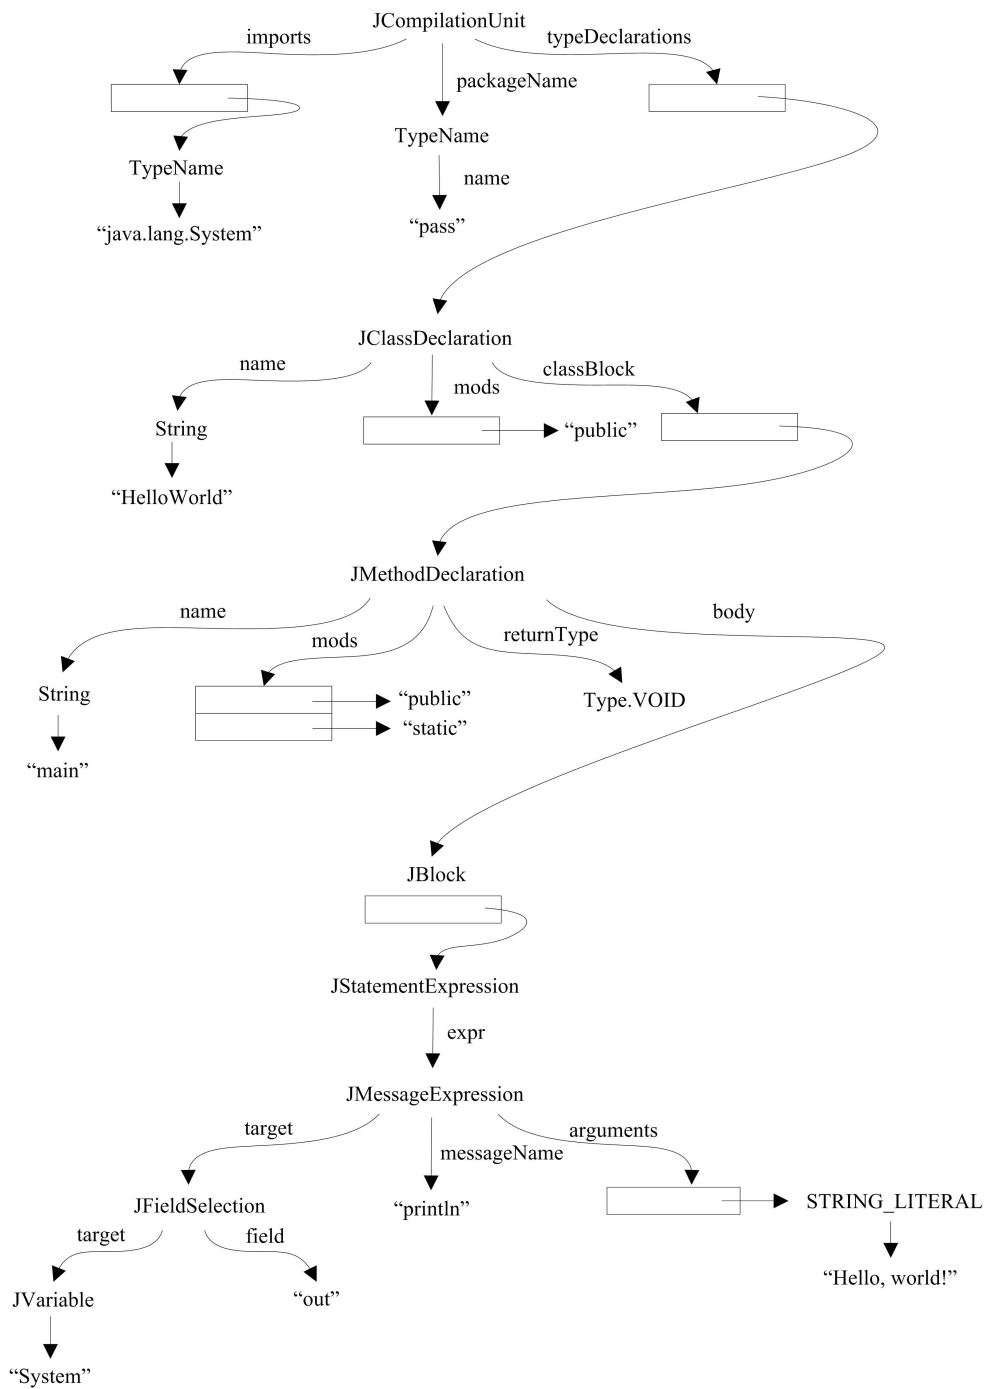 JCompilationUnit
imports
typeDeclarations
packageName
TypeName
TypeName
name
“java.lang.System”
“pass”
JClassDeclaration
name
classBlock
mods
String
“public”
“HelloWorld”
JMethodDeclaration
name
body
mods
returnType
String
“public”
Type.VOID
“static”
“main”
JBlock
JStatementExpression
expr
JMessageExpression
target
arguments
messageName
JFieldSelection
“println”
STRING_LITERAL
target
field
“Hello, world!”
JVariable
“out”
“System”